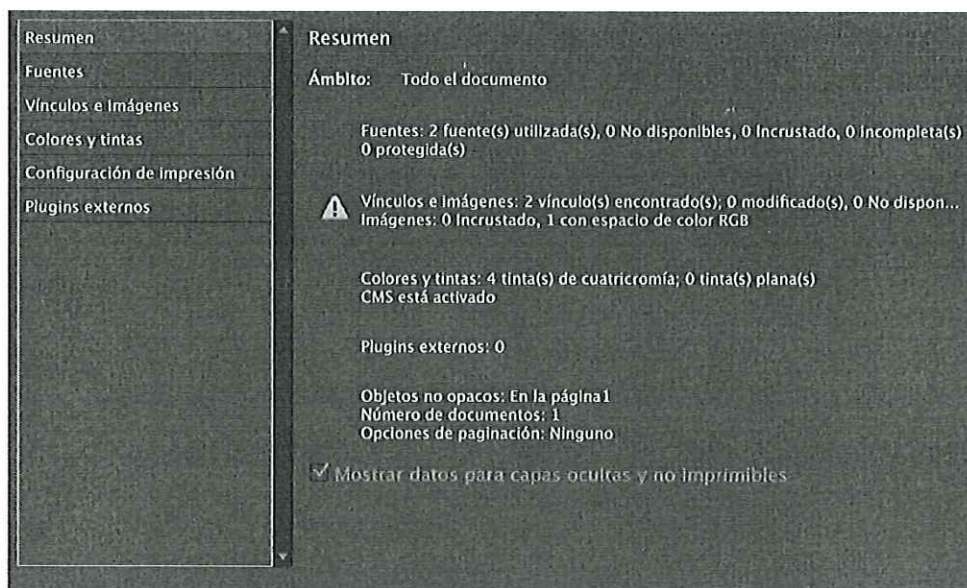 Resumen
Fuentes
Vínculos e imágenes
Colores y tintas
Configuración de impresión
Plugins externos
Resumen
Ámbito: Todo el documento
Fuentes: 2 fuente(s) utilizada(s), 0 No disponibles, 0 Incrustado, 0 incompleta(s)
0 protegida(s)
Vínculos e imágenes: 2 vínculo(s) encontrado(s); 0 modificado(s), 0 No dispon...
Imágenes: 0 Incrustado, 1 con espacio de color RGB
Colores y tintas: 4 tinta(s) de cuatricromía; 0 tinta(s) plana(s)
CMS está activado
Plugins externos: 0
Objetos no opacos: En la página1
Número de documentos: 1
Opciones de paginación: Ninguno
Mostrar datos para capas ocultas y no imprimibles